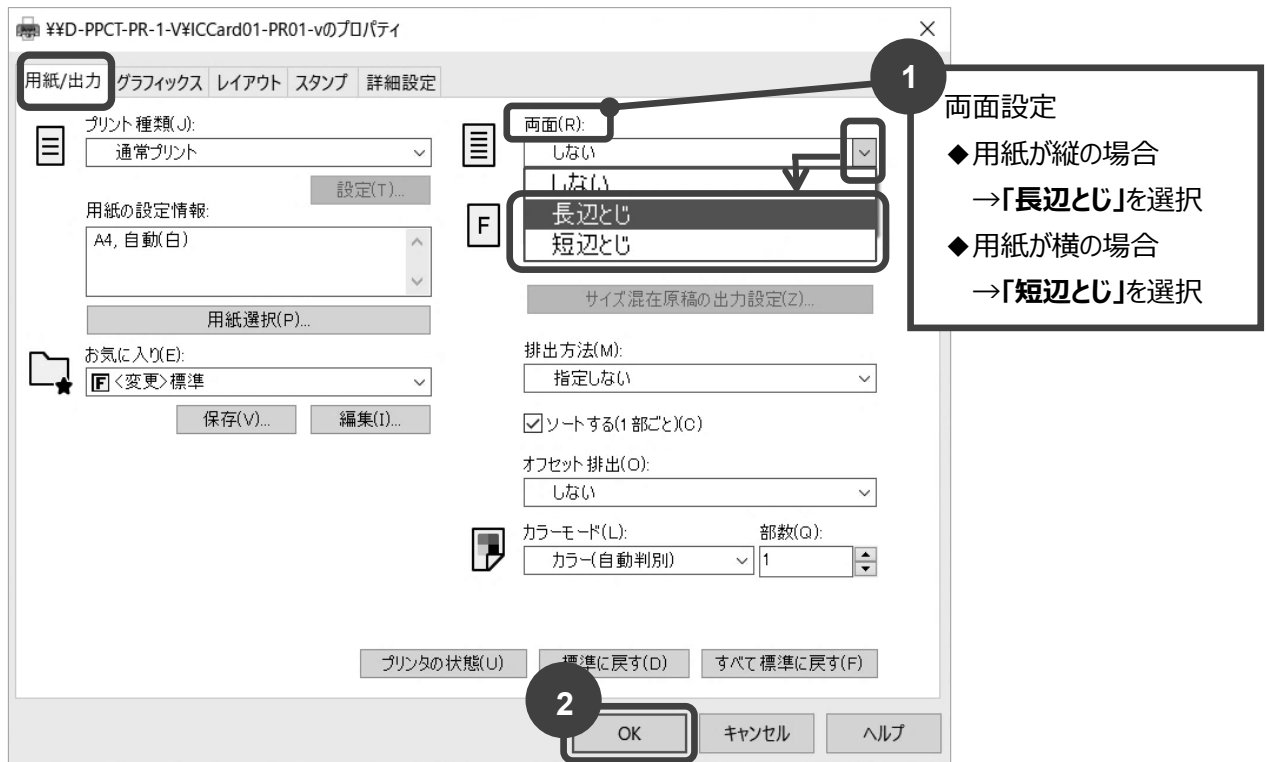 ¥¥D-PPCT-PR-1-V¥ICCard01-PR01-vのプロパティ
用紙/出力 グラフィックス レイアウト スタンプ 詳細設定
プリント種類(J):
通常プリント
設定(T)...
用紙の設定情報:
A4, 自動(白)
用紙選択(P)...
お気に入り(E):
F <変更>標準
保存(V)... 編集(I)...
両面(R):
しない
しない
F
長辺とじ
短辺とじ
サイズ混在原稿の出力設定(Z)...
排出方法(M):
指定しない
ソートする(1部ごと)(C)
オフセット排出(O):
しない
カラーモード(L): 部数(Q):
カラー(自動判別) 1
プリンタの状態(U) 標準に戻す(D) すべて標準に戻す(F)
2
OK キャンセル ヘルプ
1
両面設定
◆用紙が縦の場合
→「長辺とじ」を選択
◆用紙が横の場合
→「短辺とじ」を選択